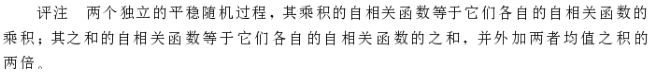 评注 两个独立的平稳随机过程，其乘积的自相关函数等于它们各自的自相关函数的
乘积；其之和的自相关函数等于它们各自的自相关函数的之和，并外加两者均值之积的
两倍。